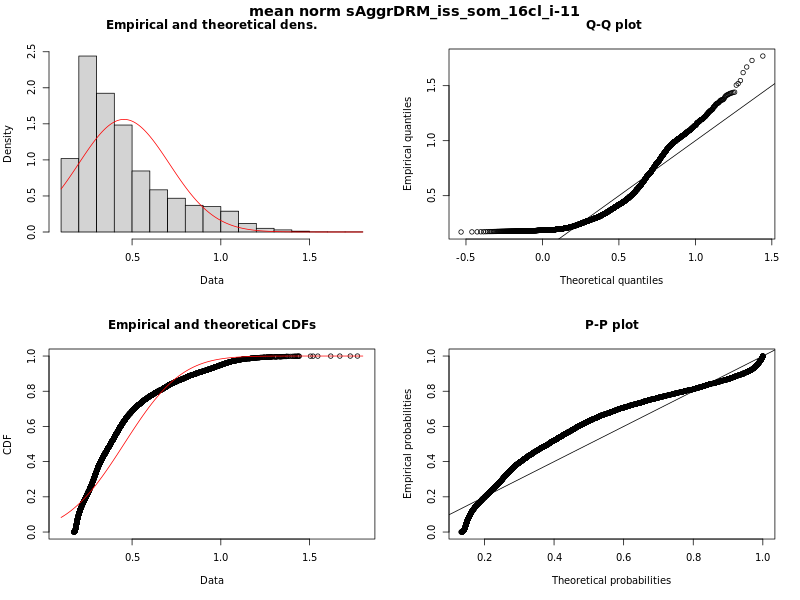 mean norm sAggrDRM_iss_som_16cl_i-11
Empirical and theoretical dens.
Density
0.0 0.5 1.0 1.5 2.0 2.5
0.5 1.0 1.5
Data
Q-Q plot
Empirical quantiles
0.5 1.0 1.5
-0.5 0.0 0.5 1.0 1.5
Theoretical quantiles
Empirical and theoretical CDFs
CDF
0.0 0.2 0.4 0.6 0.8 1.0
0.5 1.0 1.5
Data
P-P plot
Empirical probabilities
0.0 0.2 0.4 0.6 0.8 1.0
0.2 0.4 0.6 0.8 1.0
Theoretical probabilities